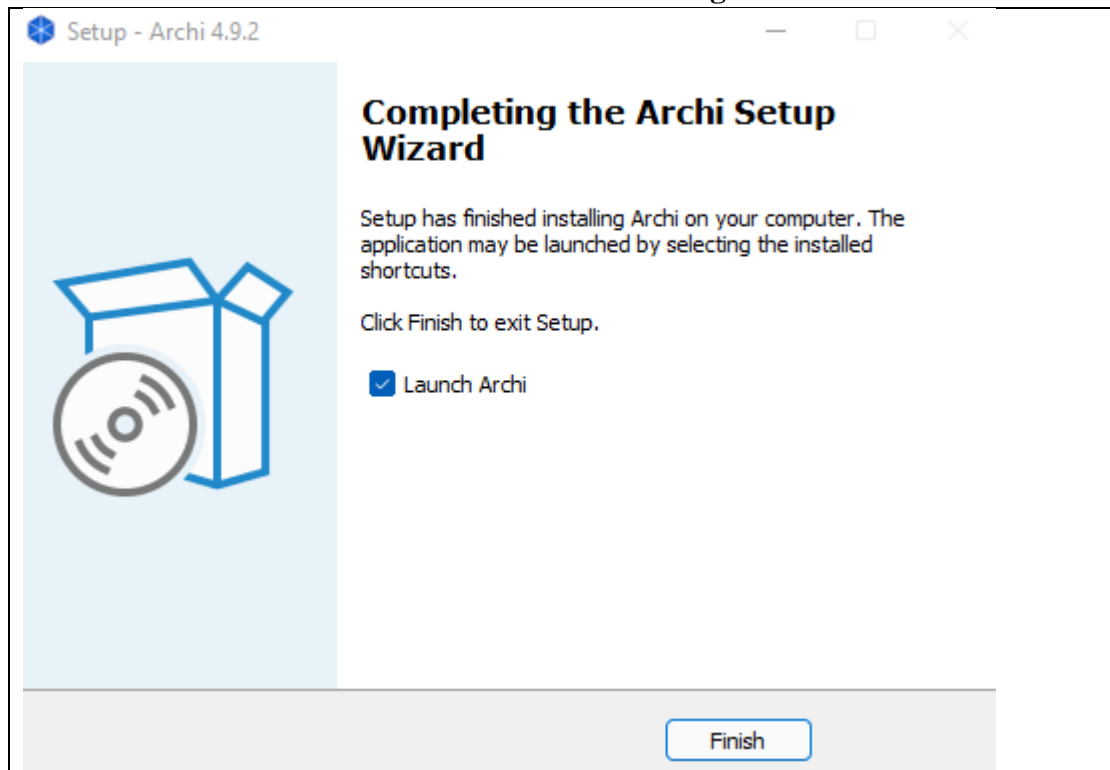 Setup - Archi 4.9.2
Completing the Archi Setup
Wizard
Setup has finished installing Archi on your computer. The
application may be launched by selecting the installed
shortcuts.
Click Finish to exit Setup.
Launch Archi
Finish